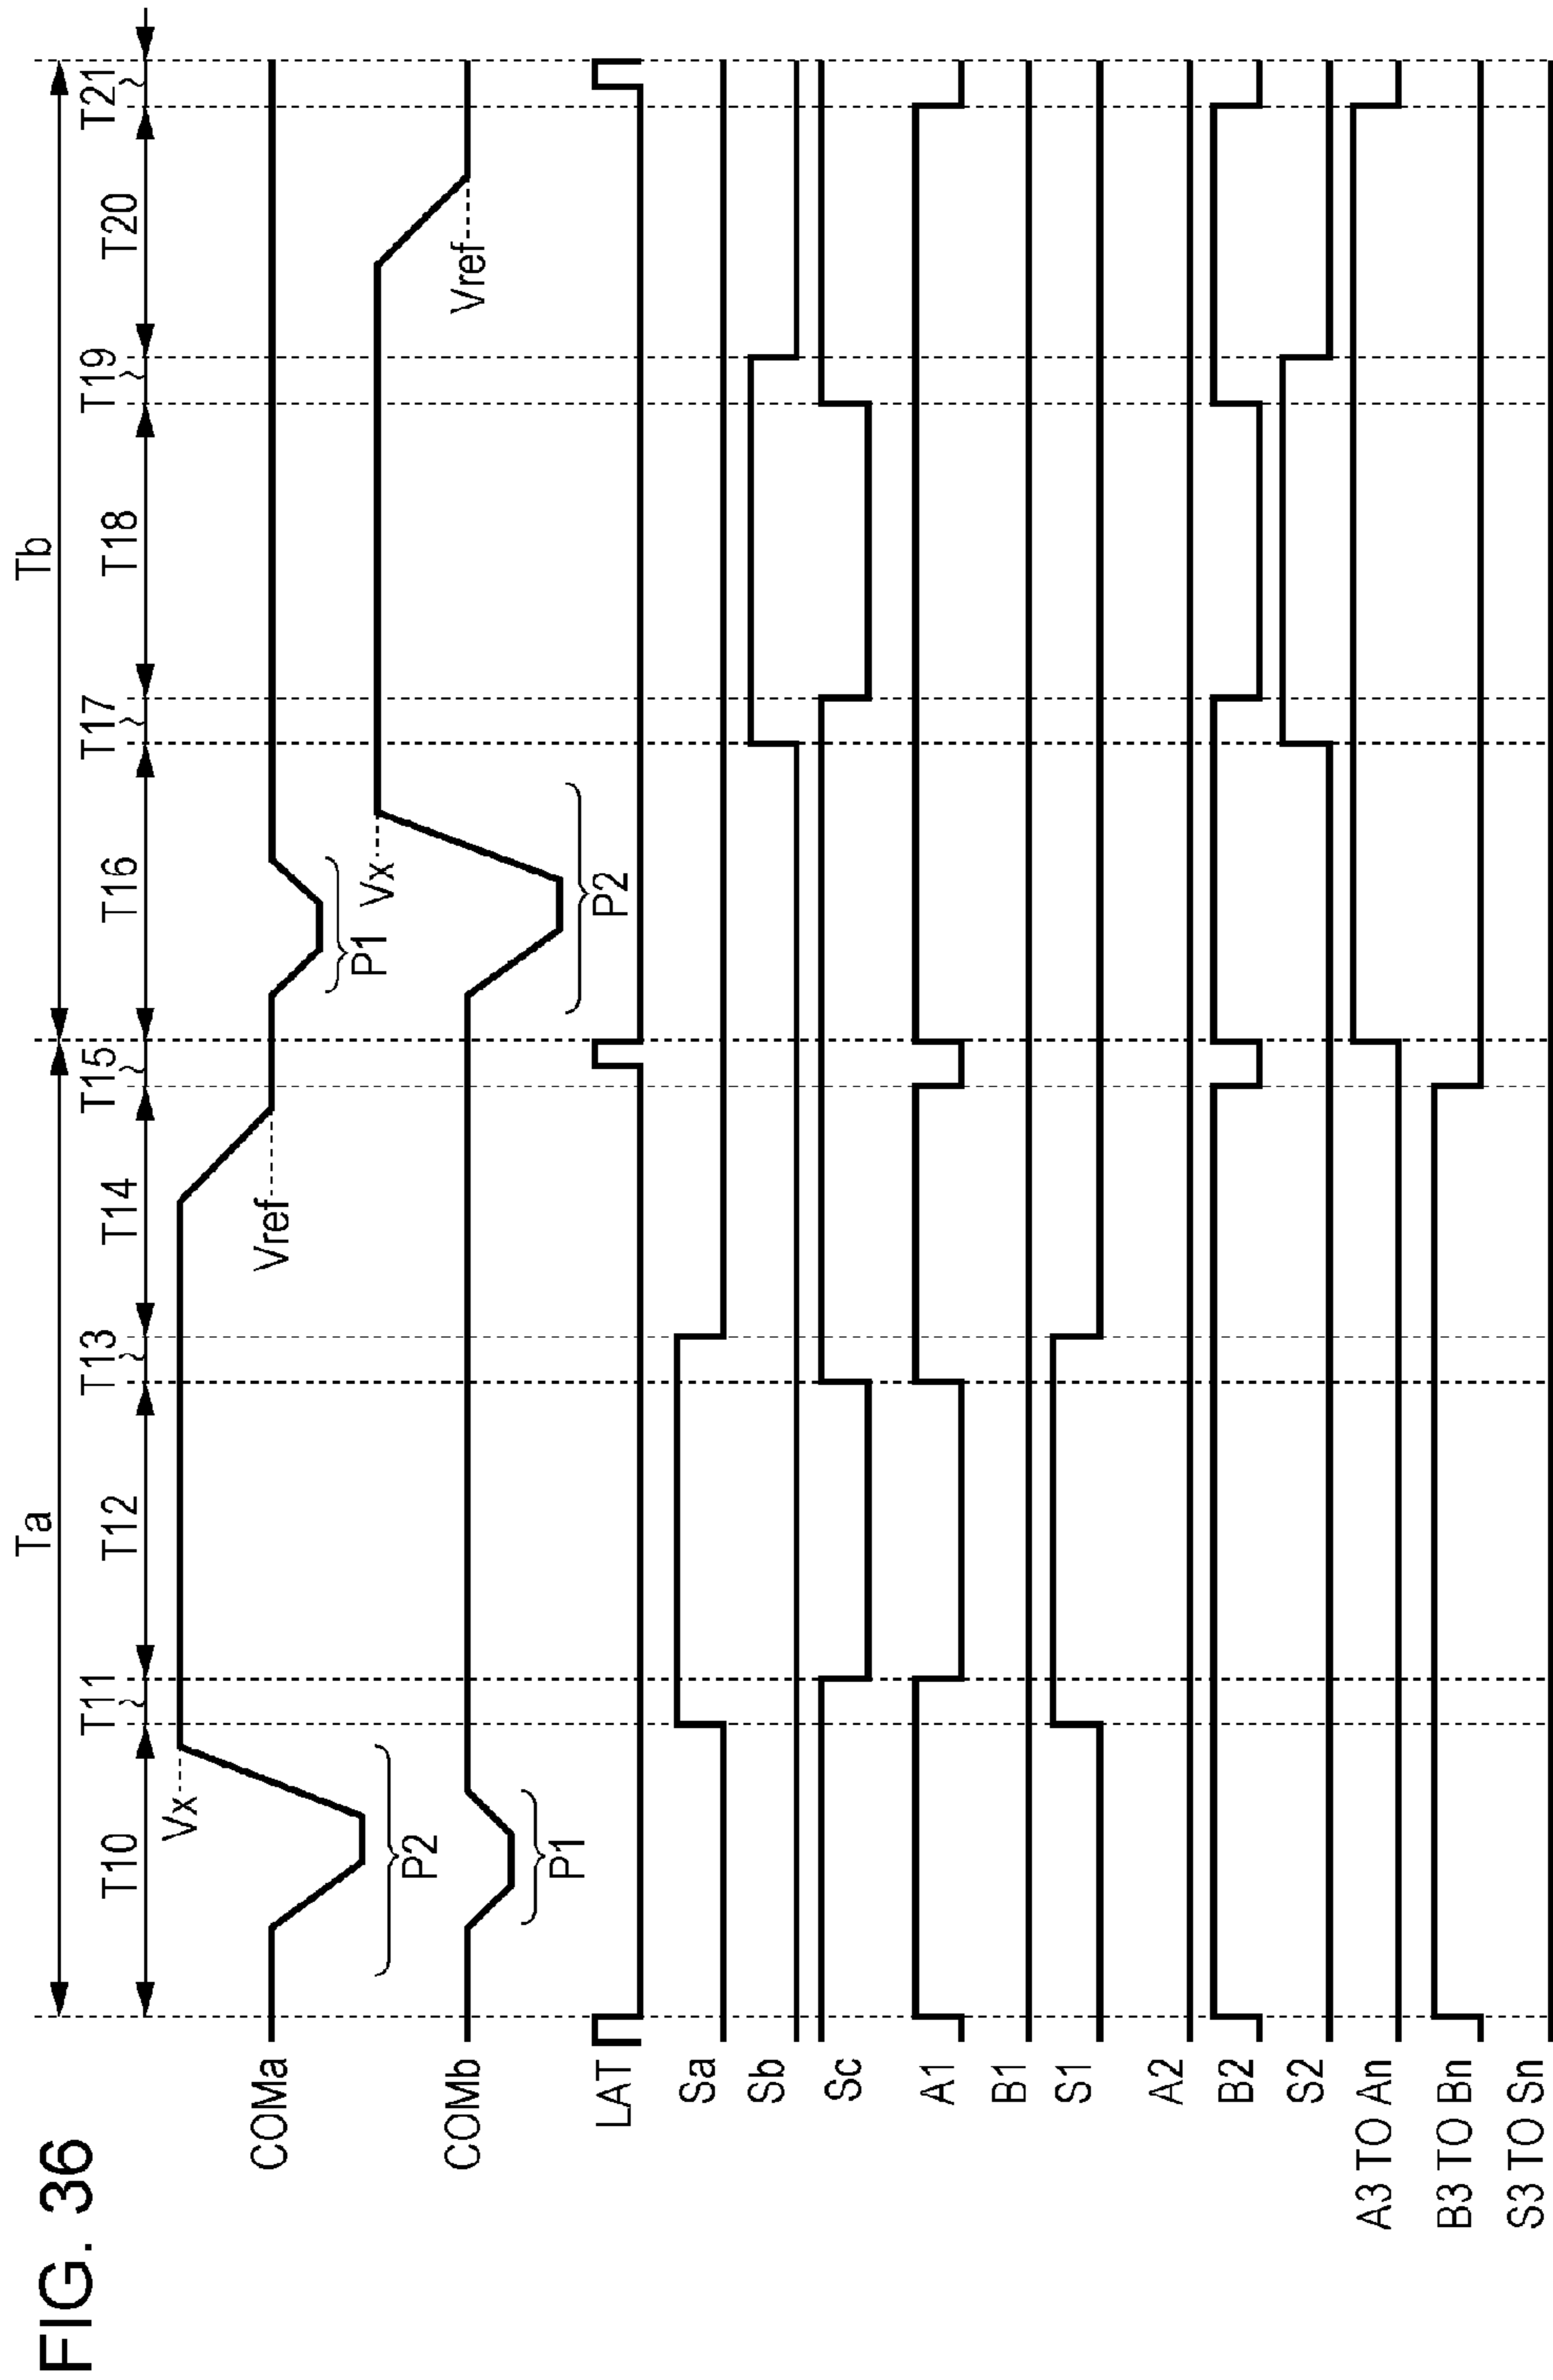 FIG. 36
Ta
Tb
T10
T11
T12
T13
T14
T15
T16
T17
T18
T19
T20
T21
COMa
Vx
P2
Vref
P1
COMb
P1
Vx
P2
Vref
LAT
Sa
Sb
Sc
A1
B1
S1
A2
B2
S2
A3 TO An
B3 TO Bn
S3 TO Sn